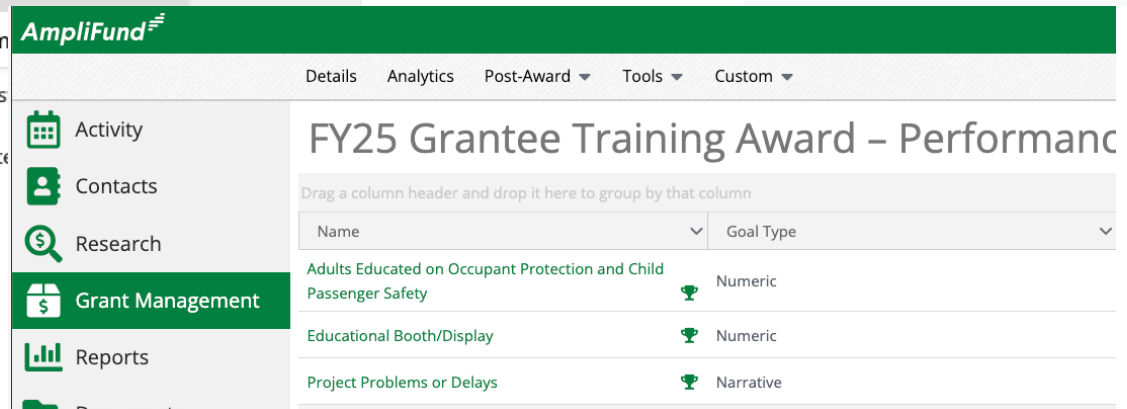 AmpliFund
Details Analytics Post-Award Tools Custom
Activity
FY25 Grantee Training Award – Performanc
Contacts
Drag a column header and drop it here to group by that column
Name Goal Type
Research
Adults Educated on Occupant Protection and Child
Passenger Safety
Numeric
Grant Management
Educational Booth/Display Numeric
Reports
Project Problems or Delays Narrative